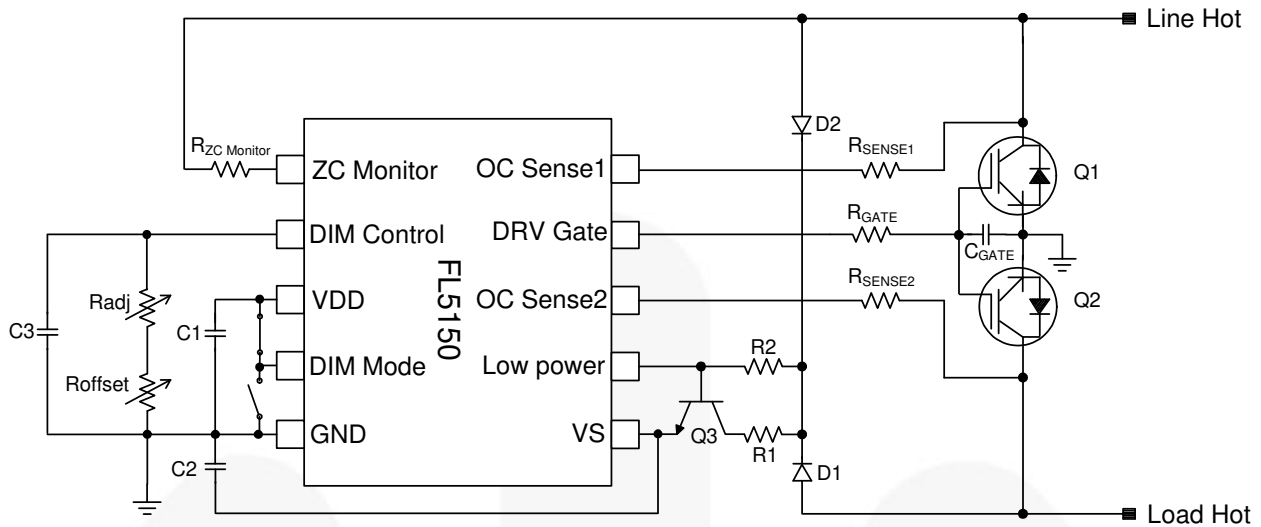 Line Hot
D2
RZC Monitor
ZC Monitor
OC Sense1
RSENSE1
Q1
DIM Control
DRV Gate
RGATE
CGATE
FL5150
Radj
VDD
OC Sense2
RSENSE2
Q2
C3
C1
Roffset
DIM Mode
Low power
R2
GND
VS
Q3
R1
C2
D1
Load Hot